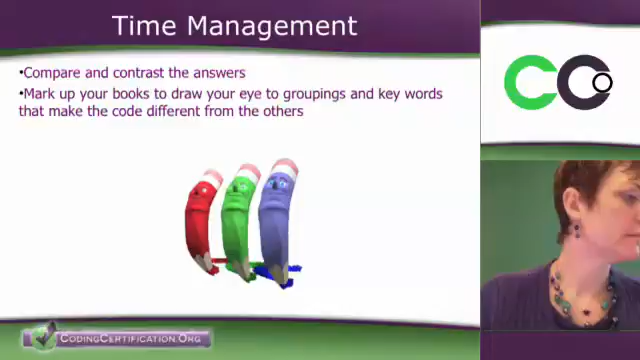 Time Management
•Compare and contrast the answers
•Mark up your books to draw your eye to groupings and key words
that make the code different from the others
CODINGCERTIFICATION.ORG
CCO